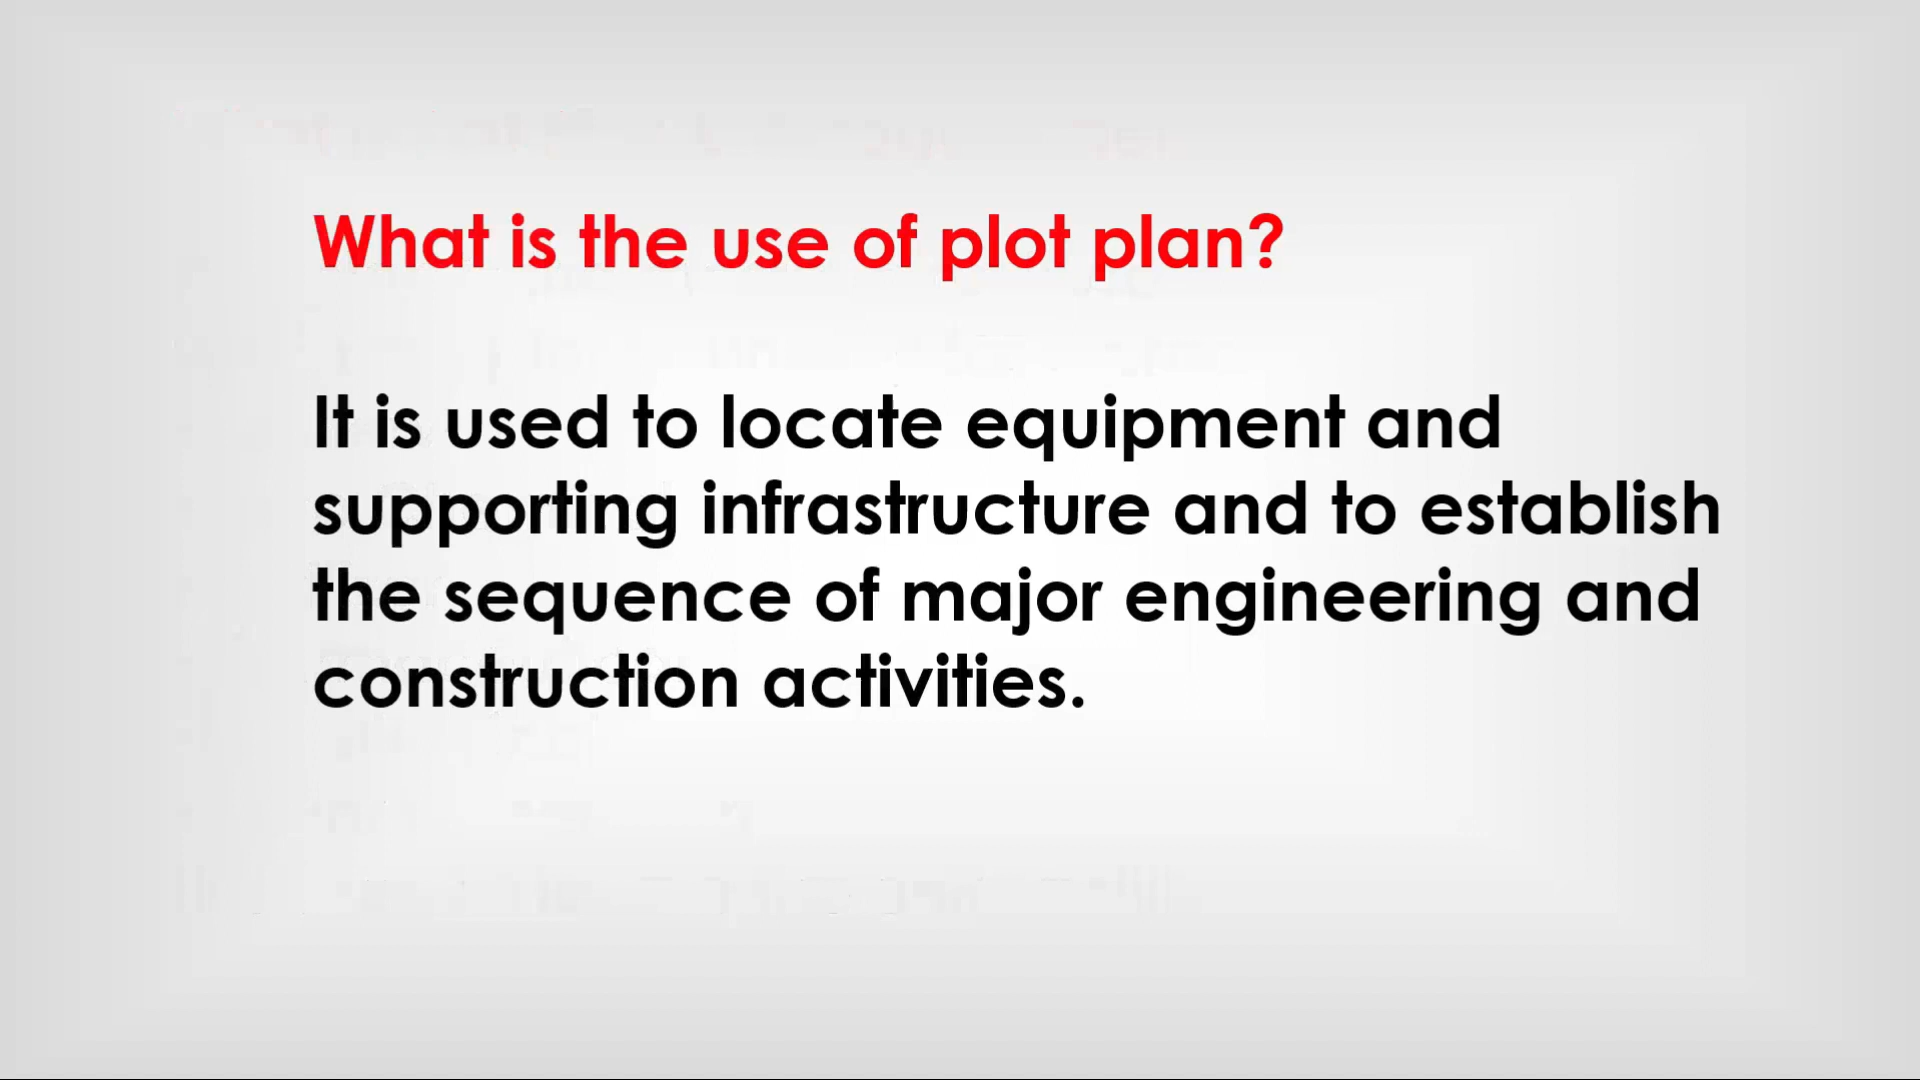 What is the use of plot plan?
It is used to locate equipment and
supporting infrastructure and to establish
the sequence of major engineering and
construction activities.